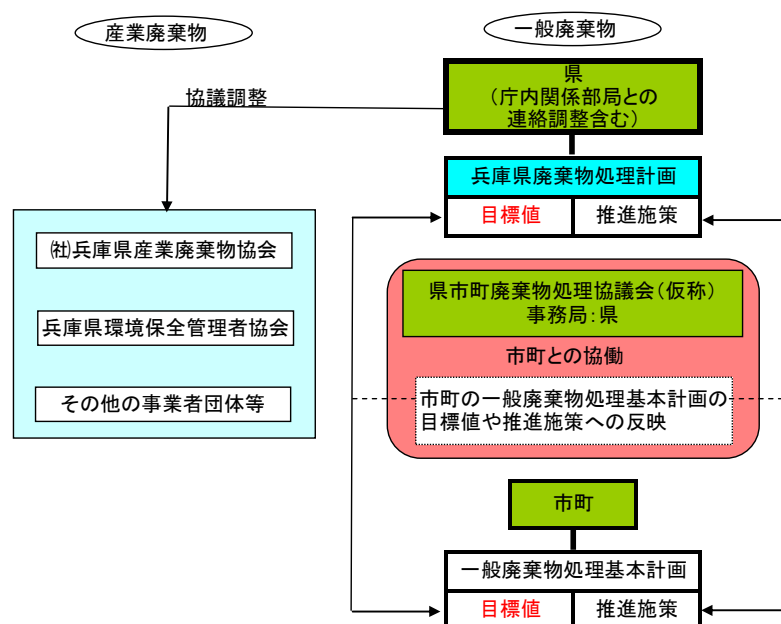 産業廃棄物
一般廃棄物
県
(庁内関係部局との
連絡調整含む)
協議調整
兵庫県廃棄物処理計画
目標値
推進施策
㈳兵庫県産業廃棄物協会
兵庫県環境保全管理者協会
その他の事業者団体等
県市町廃棄物処理協議会(仮称)
事務局:県
市町との協働
市町の一般廃棄物処理基本計画の
目標値や推進施策への反映
市町
一般廃棄物処理基本計画
目標値
推進施策